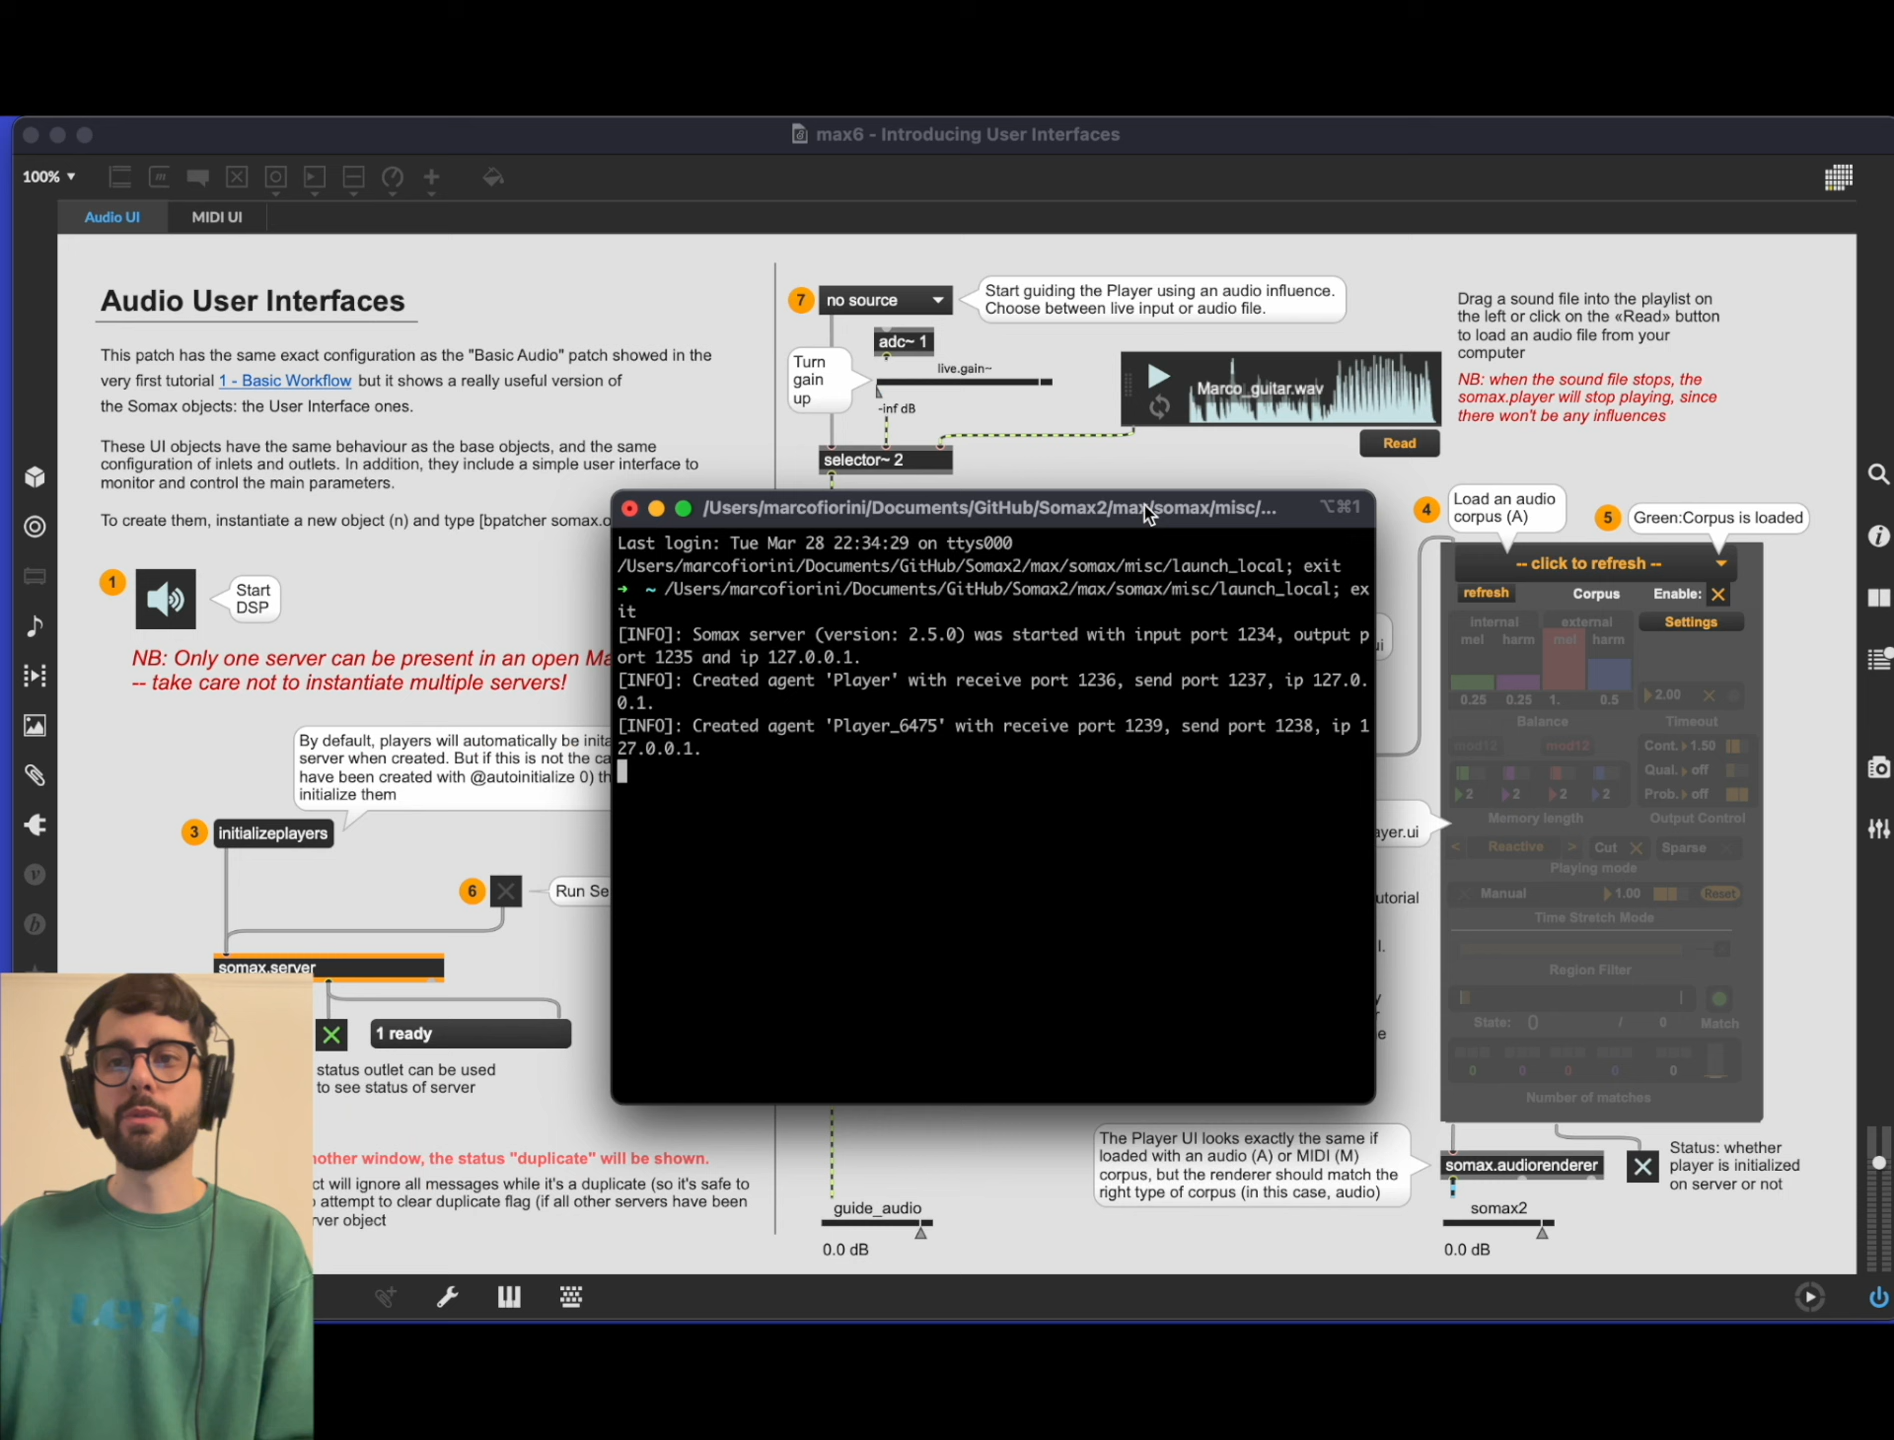 max6 - Introducing User Interfaces
100%
Audio UI
MIDI UI
Audio User Interfaces
This patch has the same exact configuration as the "Basic Audio" patch showed in the
very first tutorial 1 - Basic Workflow but it shows a really useful version of
the Somax objects: the User Interface ones.
These UI objects have the same behaviour as the base objects, and the same
configuration of inlets and outlets. In addition, they include a simple user interface to
monitor and control the main parameters.
To create them, instantiate a new object (n) and type [bpatcher somax.
1
Start
DSP
NB: Only one server can be present in an open Ma
-- take care not to instantiate multiple servers!
By default, players will automatically be inita
server when created. But if this is not the ca
have been created with @autoinitialize 0) th
initialize them
3
initializeplayers
6
Run Se
somax.server
1 ready
status outlet can be used
to see status of server
nother window, the status "duplicate" will be shown.
ct will ignore all messages while it's a duplicate (so it's safe to
attempt to clear duplicate flag (if all other servers have been
rver object
7
no source
Start guiding the Player using an audio influence.
Choose between live input or audio file.
adc~ 1
Turn
gain
up
live.gain~
-inf dB
selector~ 2
Marco_guitar.wav
Read
Drag a sound file into the playlist on
the left or click on the «Read» button
to load an audio file from your
computer
NB: when the sound file stops, the
somax.player will stop playing, since
there won't be any influences
/Users/marcofiorini/Documents/GitHub/Somax2/max/somax/misc/...
⌥⌘1
Last login: Tue Mar 28 22:34:29 on ttys000
/Users/marcofiorini/Documents/GitHub/Somax2/max/somax/misc/launch_local; exit
➜ ~ /Users/marcofiorini/Documents/GitHub/Somax2/max/somax/misc/launch_local; ex
it
[INFO]: Somax server (version: 2.5.0) was started with input port 1234, output p
ort 1235 and ip 127.0.0.1.
[INFO]: Created agent 'Player' with receive port 1236, send port 1237, ip 127.0.
0.1.
[INFO]: Created agent 'Player_6475' with receive port 1239, send port 1238, ip 1
27.0.0.1.
4
Load an audio
corpus (A)
5
Green:Corpus is loaded
-- click to refresh --
refresh
Corpus
Enable:
internal
external
Settings
mel harm mel harm
0.25 0.25 1. 0.5
2.00
Balance
Timeout
mod12
mod12
Cont. 1.50
Qual. off
2 2 2 2
Prob. off
Memory length
Output Control
ayer.ui
< Reactive >
Cut
Sparse
Playing mode
utorial
Manual
1.00
Reset
Time Stretch Mode
Region Filter
State: {} / 0
Match
0 0 0 0 0
Number of matches
The Player UI looks exactly the same if
loaded with an audio (A) or MIDI (M)
corpus, but the renderer should match the
right type of corpus (in this case, audio)
somax.audiorenderer
Status: whether
player is initialized
on server or not
guide_audio
0.0 dB
somax2
0.0 dB